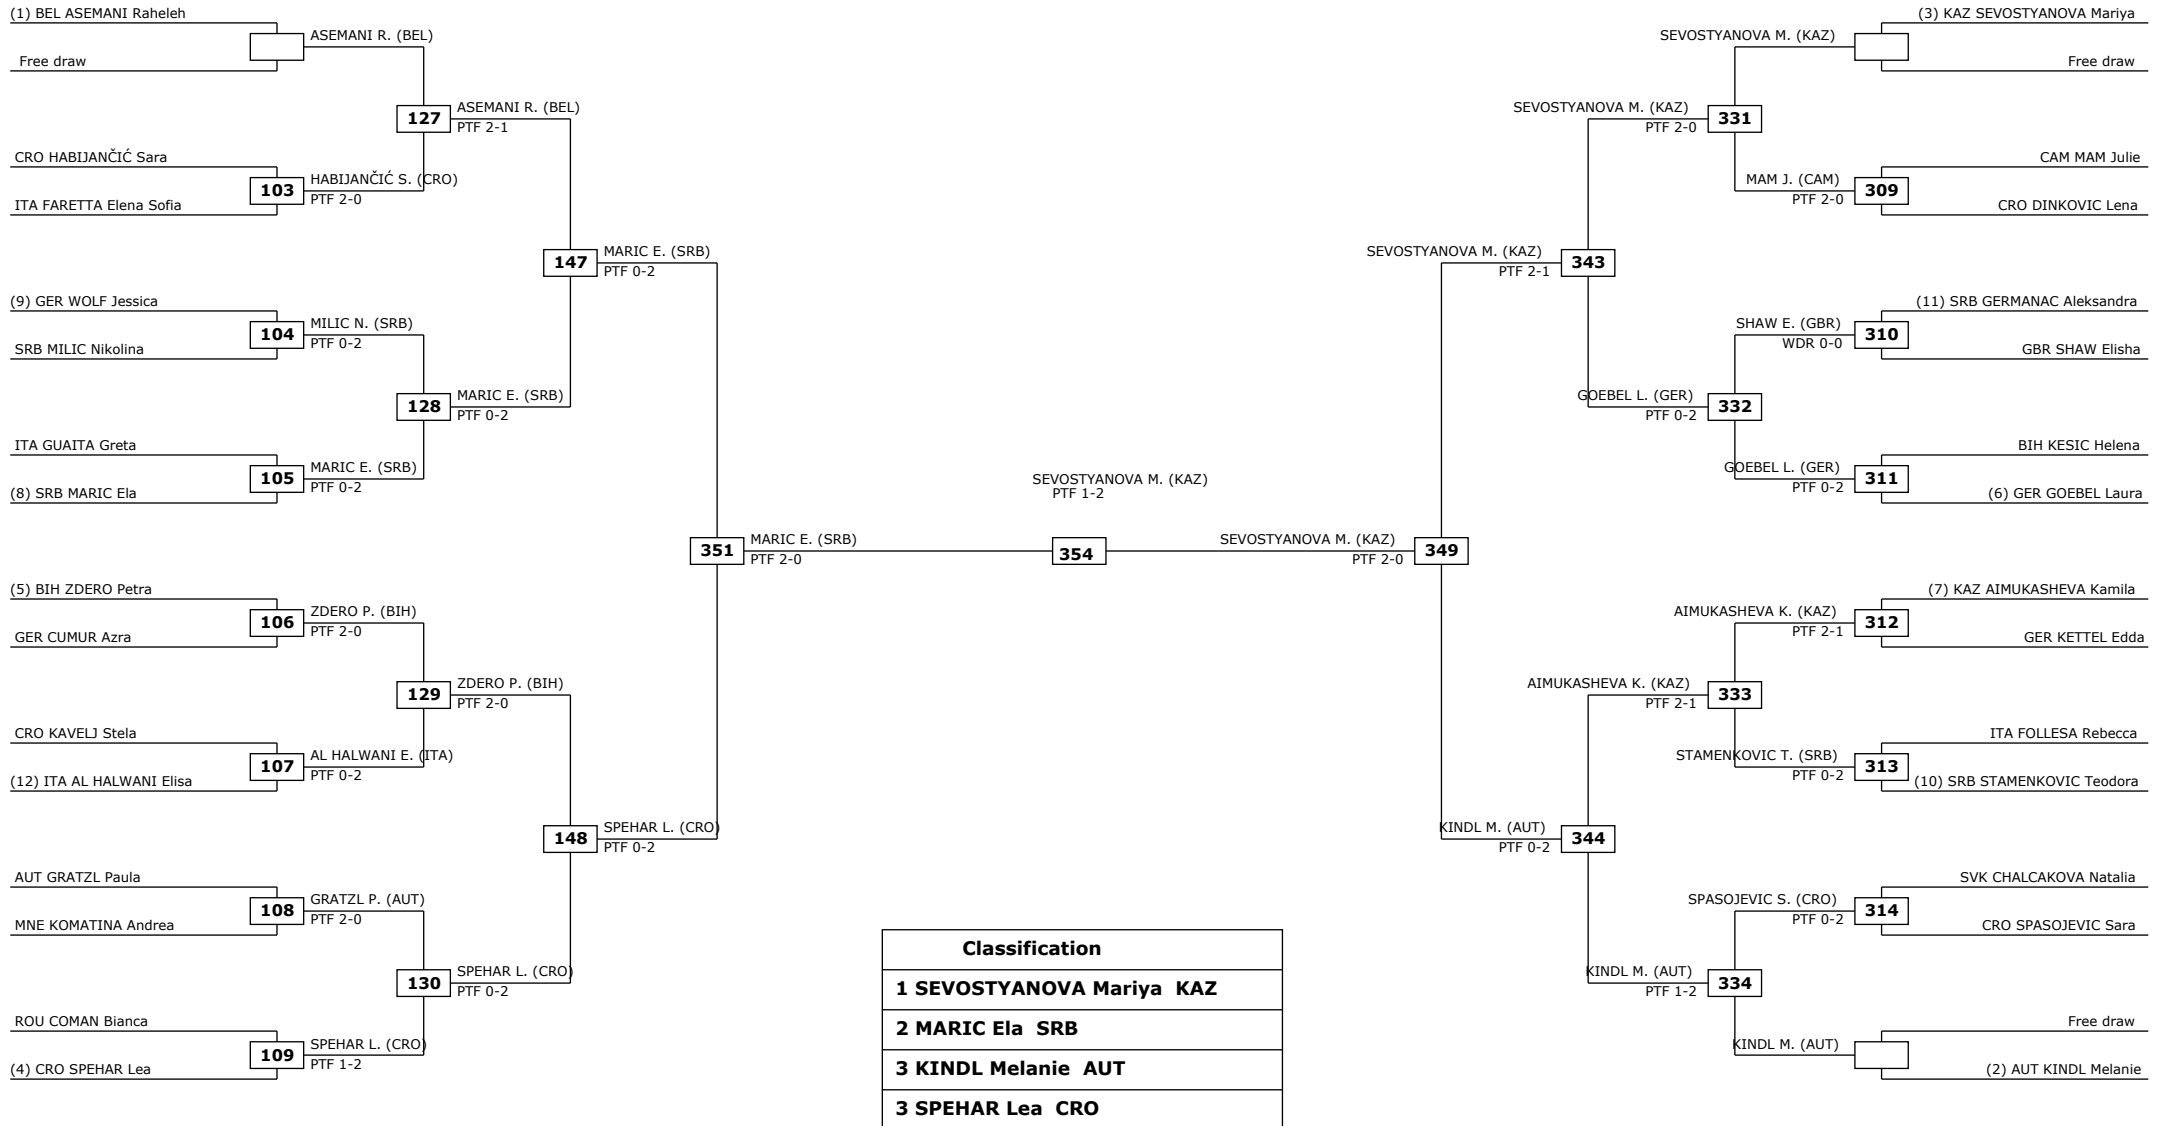 (1) BEL ASEMANI Raheleh
Free draw
ASEMANI R. (BEL)
127
ASEMANI R. (BEL)
PTF 2-1
CRO HABIJANČIĆ Sara
103
HABIJANČIĆ S. (CRO)
PTF 2-0
ITA FARETTA Elena Sofia
147
MARIC E. (SRB)
PTF 0-2
(9) GER WOLF Jessica
104
MILIC N. (SRB)
PTF 0-2
SRB MILIC Nikolina
128
MARIC E. (SRB)
PTF 0-2
ITA GUAITA Greta
105
MARIC E. (SRB)
PTF 0-2
(8) SRB MARIC Ela
351
MARIC E. (SRB)
PTF 2-0
(5) BIH ZDERO Petra
106
ZDERO P. (BIH)
PTF 2-0
GER CUMUR Azra
129
ZDERO P. (BIH)
PTF 2-0
CRO KAVELJ Stela
107
AL HALWANI E. (ITA)
PTF 0-2
(12) ITA AL HALWANI Elisa
148
SPEHAR L. (CRO)
PTF 0-2
AUT GRATZL Paula
108
GRATZL P. (AUT)
PTF 2-0
MNE KOMATINA Andrea
130
SPEHAR L. (CRO)
PTF 0-2
ROU COMAN Bianca
109
SPEHAR L. (CRO)
PTF 1-2
(4) CRO SPEHAR Lea
SEVOSTYANOVA M. (KAZ)
PTF 1-2
354
(3) KAZ SEVOSTYANOVA Mariya
SEVOSTYANOVA M. (KAZ)
Free draw
SEVOSTYANOVA M. (KAZ)
PTF 2-0
331
CAM MAM Julie
MAM J. (CAM)
PTF 2-0
309
CRO DINKOVIC Lena
SEVOSTYANOVA M. (KAZ)
PTF 2-1
343
(11) SRB GERMANAC Aleksandra
SHAW E. (GBR)
WDR 0-0
310
GBR SHAW Elisha
GOEBEL L. (GER)
PTF 0-2
332
BIH KESIC Helena
GOEBEL L. (GER)
PTF 0-2
311
(6) GER GOEBEL Laura
SEVOSTYANOVA M. (KAZ)
PTF 2-0
349
(7) KAZ AIMUKASHEVA Kamila
AIMUKASHEVA K. (KAZ)
PTF 2-1
312
GER KETTEL Edda
AIMUKASHEVA K. (KAZ)
PTF 2-1
333
ITA FOLLESA Rebecca
STAMENKOVIC T. (SRB)
PTF 0-2
313
(10) SRB STAMENKOVIC Teodora
KINDL M. (AUT)
PTF 0-2
344
SVK CHALCAKOVA Natalia
SPASOJEVIC S. (CRO)
PTF 0-2
314
CRO SPASOJEVIC Sara
KINDL M. (AUT)
PTF 1-2
334
Free draw
KINDL M. (AUT)
(2) AUT KINDL Melanie
Classification
1 SEVOSTYANOVA Mariya KAZ
2 MARIC Ela SRB
3 KINDL Melanie AUT
3 SPEHAR Lea CRO